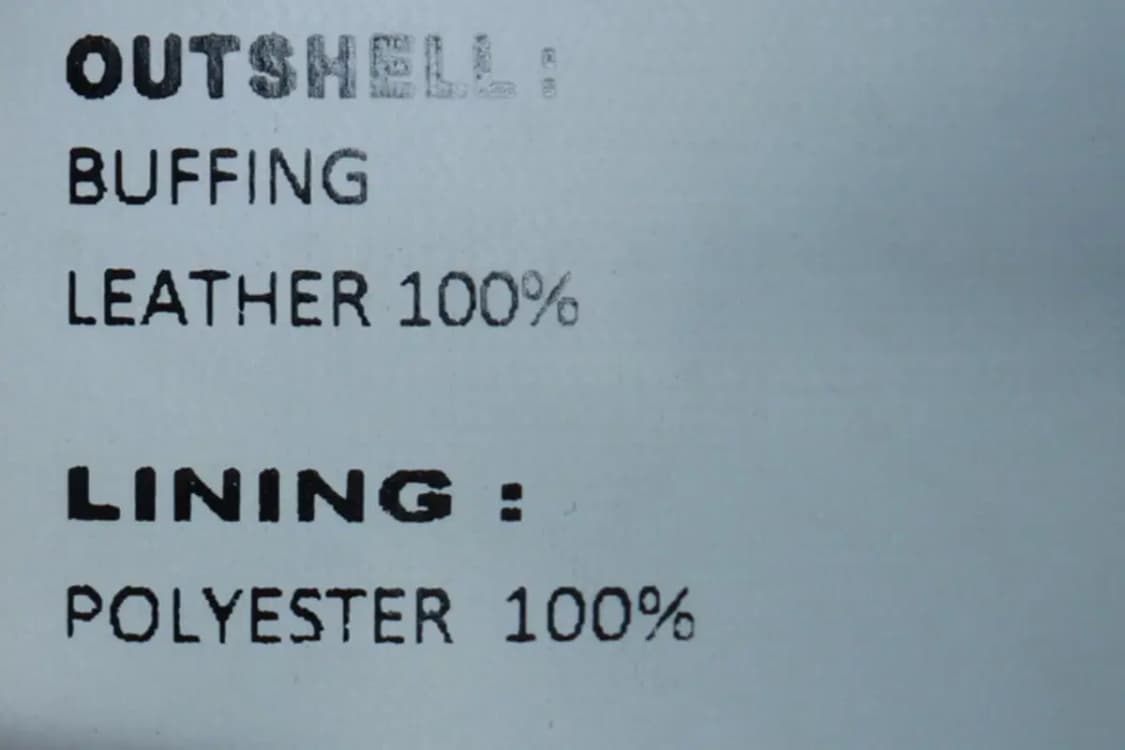 OUTSHELL :
BUFFING
LEATHER 100%
LINING :
POLYESTER 100%